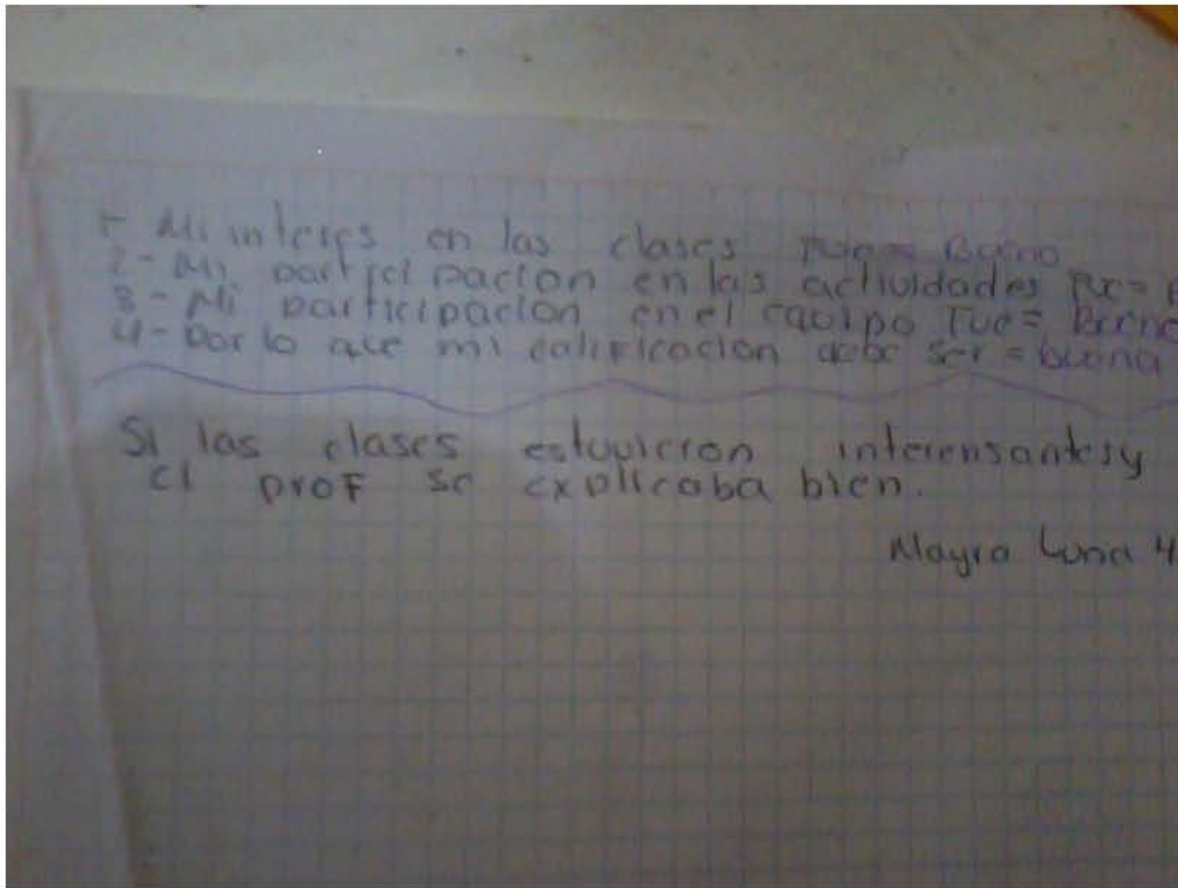 1- Mi interes en las clases Fue= Bueno
2- Mi participacion en las actividades Fue=
3- Mi participacion en el equipo Fue= Bueno
4- Por lo que mi calificacion debe ser = buena
Si las clases estuvieron interensantes y
el proF se explicaba bien.
Mayra Luna 4